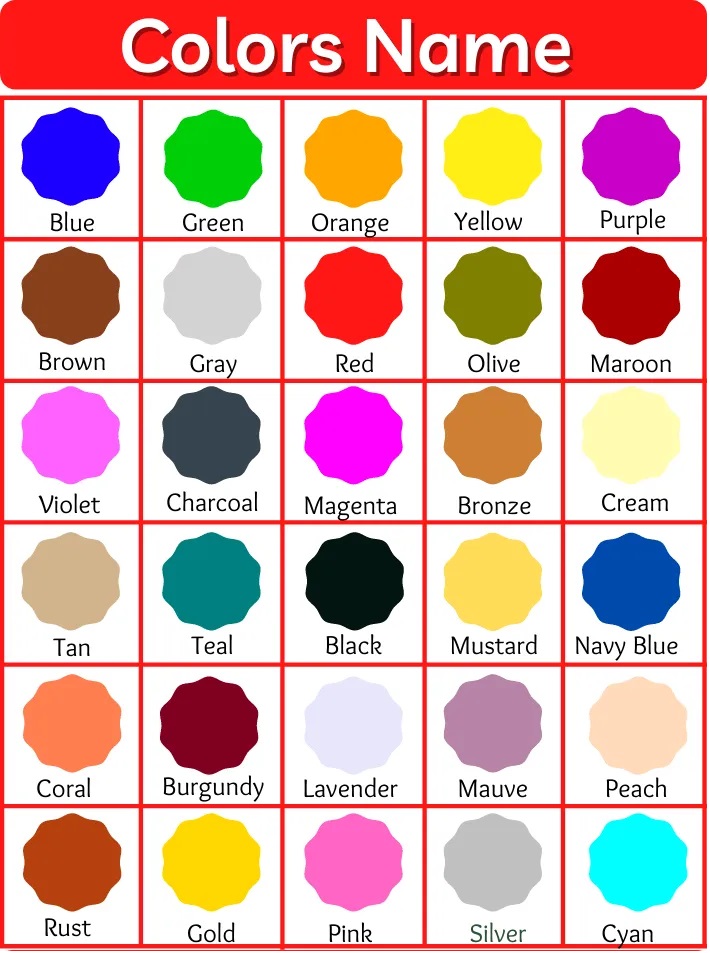 Colors Name
Blue Green Orange Yellow Purple
Brown Gray Red Olive Maroon
Violet Charcoal Magenta Bronze Cream
Tan Teal Black Mustard Navy Blue
Coral Burgundy Lavender Mauve Peach
Rust Gold Pink Silver Cyan